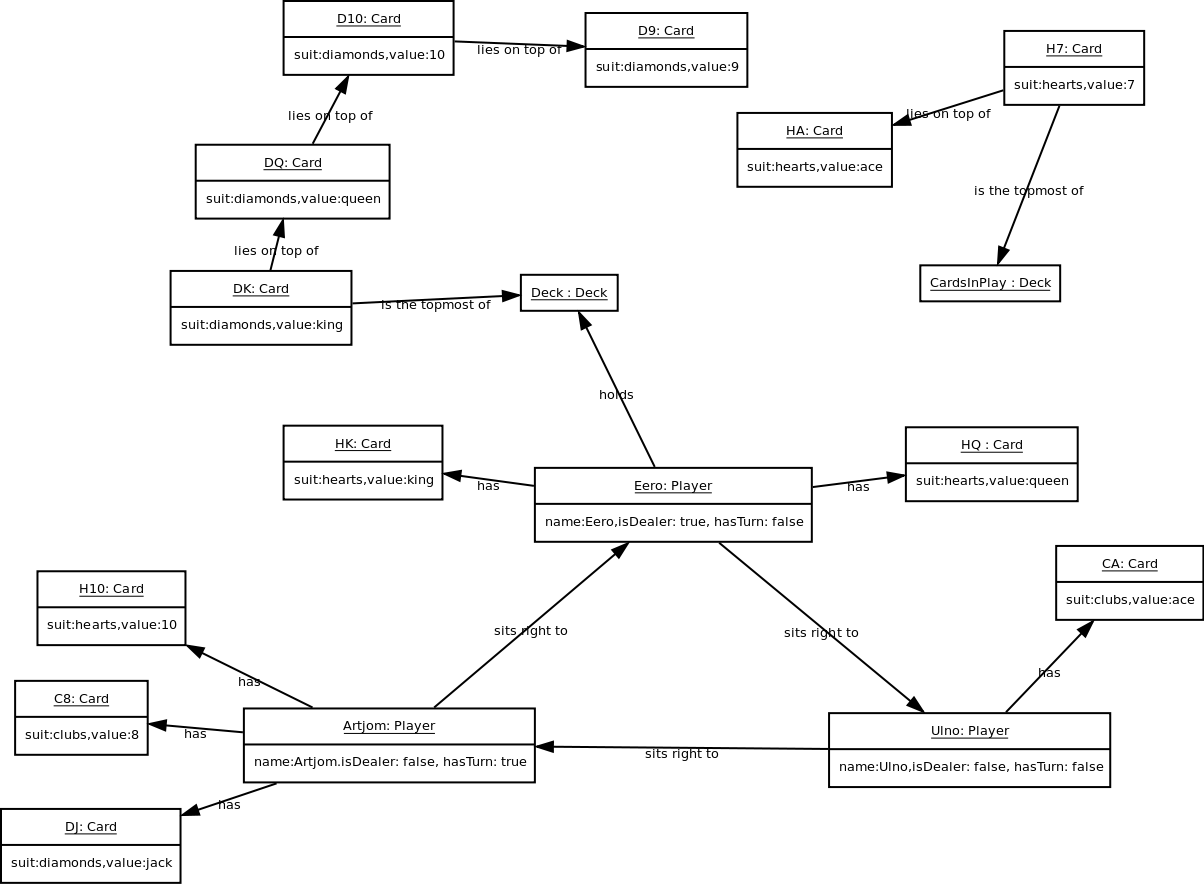 D10: Card
suit:diamonds,value:10
lies on top of
D9: Card
suit:diamonds,value:9
H7: Card
suit:hearts,value:7
lies on top of
HA: Card
suit:hearts,value:ace
lies on top of
DQ: Card
suit:diamonds,value:queen
is the topmost of
lies on top of
DK: Card
suit:diamonds,value:king
is the topmost of
Deck : Deck
CardsInPlay : Deck
holds
HK: Card
suit:hearts,value:king
has
Eero: Player
name:Eero,isDealer: true, hasTurn: false
has
HQ : Card
suit:hearts,value:queen
CA: Card
suit:clubs,value:ace
H10: Card
suit:hearts,value:10
sits right to
sits right to
has
has
C8: Card
suit:clubs,value:8
has
Artjom: Player
name:Artjom.isDealer: false, hasTurn: true
sits right to
Ulno: Player
name:Ulno,isDealer: false, hasTurn: false
has
DJ: Card
suit:diamonds,value:jack